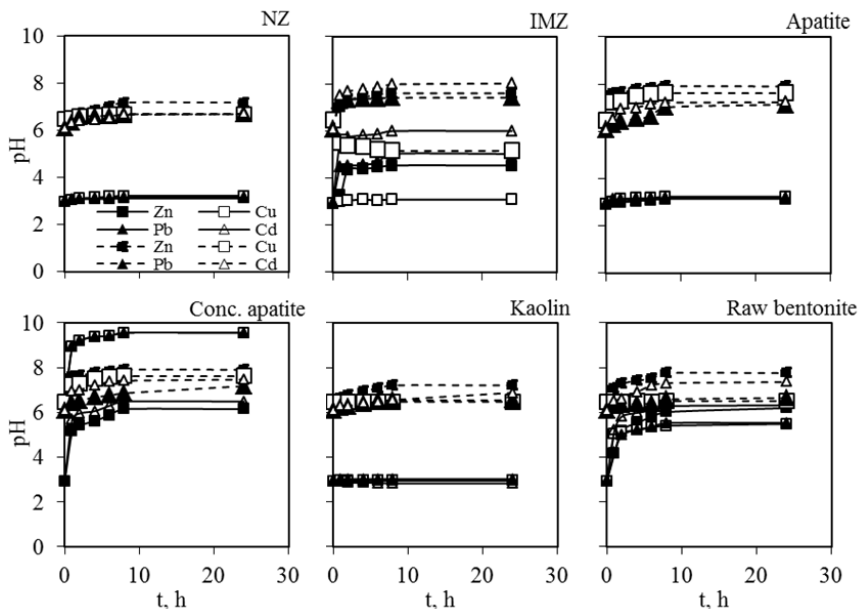 NZ
IMZ
Apatite
10
8
6
4
2
0
pH
Zn
Cu
Pb
Cd
Zn
Cu
Pb
Cd
Conc. apatite
Kaolin
Raw bentonite
10
8
6
4
2
0
pH
0 10 20 30
0 10 20 30
0 10 20 30
t, h
t, h
t, h